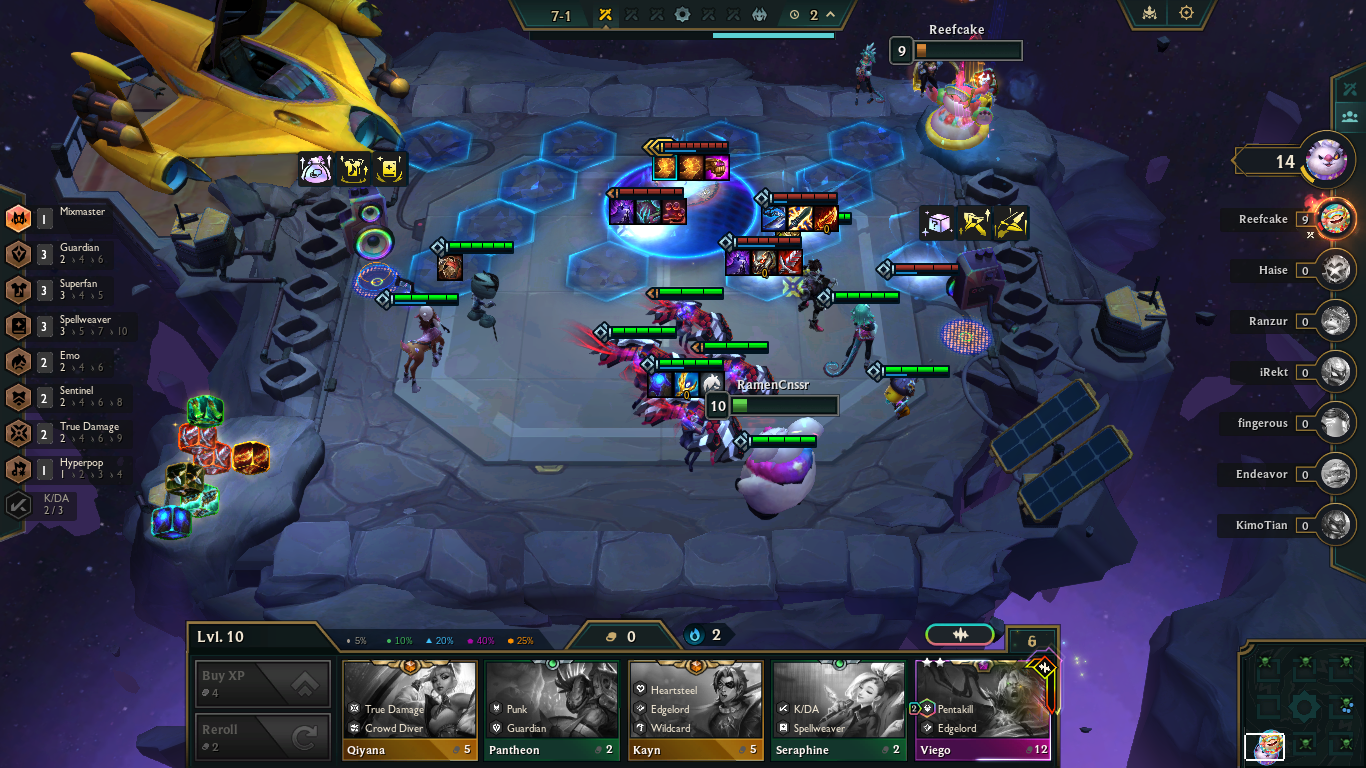 7-1
2
Reefcake
9
14
Reefcake 9
Haise 0
Ranzur 0
iRekt 0
fingerous 0
Endeavor 0
KimoTian 0
1 Mixmaster
3 Guardian
2 4 6
3 Superfan
3 4 5
3 Spellweaver
3 5 7 10
2 Emo
2 4 6
2 Sentinel
2 4 6 8
2 True Damage
2 4 6 9
1 Hyperpop
1 2 3 4
K/DA
2 / 3
RamenCnssr
10
0
0
0
0
Lvl. 10
5% 10% 20% 40% 25%
0
2
6
Buy XP
4
Reroll
2
True Damage
Crowd Diver
Qiyana 5
Punk
Guardian
Pantheon 2
Heartsteel
Edgelord
Wildcard
Kayn 5
K/DA
Spellweaver
Seraphine 2
2 Pentakill
Edgelord
Viego 12